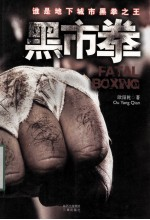 谁是地下城市黑拳之王
黑市拳
FATAL
BOXING
欧阳乾 著
Ou Yang Qian